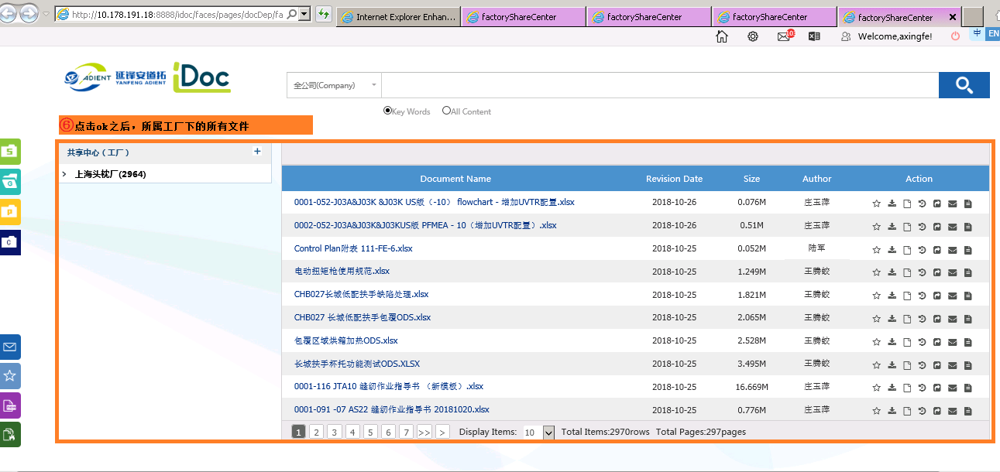 http://10.178.191.18:8888/idoc/faces/pages/docDep/fa
Internet Explorer Enhan...
factoryShareCenter
factoryShareCenter
factoryShareCenter
factoryShareCenter
Welcome,axingfe!
中
EN
ADIENT 延锋安道拓 iDoc
YANFENG ADIENT
全公司(Company)
Key Words All Content
⑥点击ok之后，所属工厂下的所有文件
共享中心（工厂）
上海头枕厂(2964)
Document Name Revision Date Size Author Action
0001-052-J03A&J03K &J03K US版（-10） flowchart - 增加UVTR配置.xlsx 2018-10-26 0.076M 庄玉萍
0002-052-J03A&J03K&J03KUS版 PFMEA - 10（增加UVTR配置）.xlsx 2018-10-26 0.51M 庄玉萍
Control Plan附表 111-FE-6.xlsx 2018-10-25 0.052M 陆军
电动扭矩枪使用规范.xlsx 2018-10-25 1.249M 王腾蛟
CHB027长城低配扶手缺陷处理.xlsx 2018-10-25 1.821M 王腾蛟
CHB027 长城低配扶手包覆ODS.xlsx 2018-10-25 2.065M 王腾蛟
包覆区域烘箱加热ODS.xlsx 2018-10-25 2.528M 王腾蛟
长城扶手杯托功能测试ODS.XLSX 2018-10-25 3.495M 王腾蛟
0001-116 JTA10 缝纫作业指导书 （新模板）.xlsx 2018-10-25 16.669M 庄玉萍
0001-091 -07 AS22 缝纫作业指导书 20181020.xlsx 2018-10-25 0.776M 庄玉萍
1 2 3 4 5 6 7 >> > Display Items: 10 Total Items:2970rows Total Pages:297pages
S
G
P
C